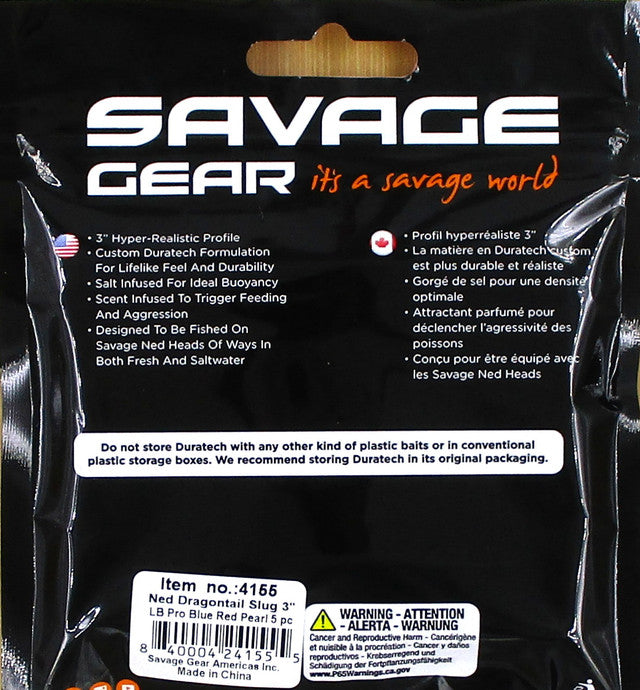 SAVAGE
GEAR it's a savage world
• 3" Hyper-Realistic Profile
• Custom Duratech Formulation
For Lifelike Feel And Durability
• Salt Infused For Ideal Buoyancy
• Scent Infused To Trigger Feeding
And Aggression
• Designed To Be Fished On
Savage Ned Heads Of Ways In
Both Fresh And Saltwater
• Profil hyperréaliste 3"
• La matière en Duratech custom
est plus durable et réaliste
• Gorgé de sel pour une densité
optimale
• Attractant parfumé pour
déclencher l'agressivité des
poissons
• Conçu pour être équipé avec
les Savage Ned Heads
Do not store Duratech with any other kind of plastic baits or in conventional
plastic storage boxes. We recommend storing Duratech in its original packaging.
Item no.:4155
Ned Dragontail Slug 3"
LB Pro Blue Red Pearl 5 pc
8 40004 24155 5
Savage Gear Americas Inc.
Made in China
WARNING - ATTENTION
- ALERTA - WARNUNG
Cancer and Reproductive Harm - Cancérigène
et nuisible à la procréation - Cancer y daños
reproductivos - Krebserregend und
Schädigung der Fortpflanzungsfähigkeit
www.P65Warnings.ca.gov